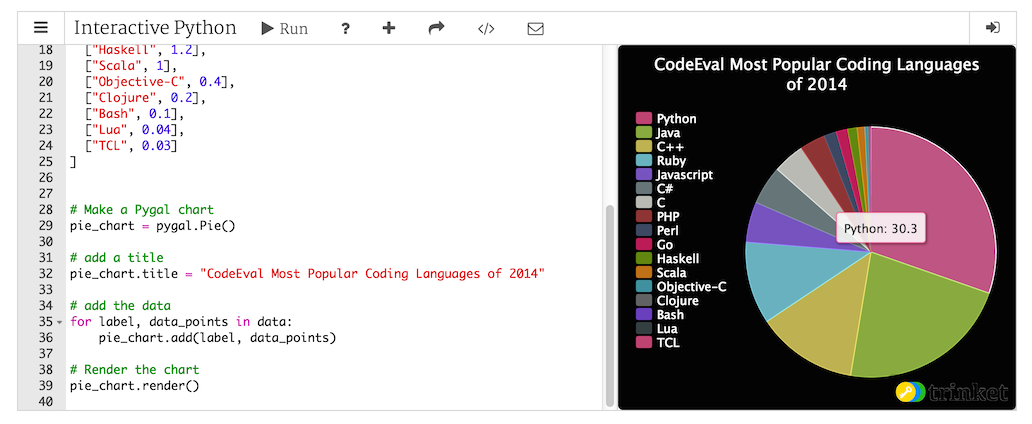 Interactive Python
Run
?
</>
18 ["Haskell", 1.2],
19 ["Scala", 1],
20 ["Objective-C", 0.4],
21 ["Clojure", 0.2],
22 ["Bash", 0.1],
23 ["Lua", 0.04],
24 ["TCL", 0.03]
25 ]
26
27
28 # Make a Pygal chart
29 pie_chart = pygal.Pie()
30
31 # add a title
32 pie_chart.title = "CodeEval Most Popular Coding Languages of 2014"
33
34 # add the data
35 for label, data_points in data:
36 pie_chart.add(label, data_points)
37
38 # Render the chart
39 pie_chart.render()
40
CodeEval Most Popular Coding Languages
of 2014
Python
Java
C++
Ruby
Javascript
C#
C
PHP
Perl
Go
Haskell
Scala
Objective-C
Clojure
Bash
Lua
TCL
Python: 30.3
trinket